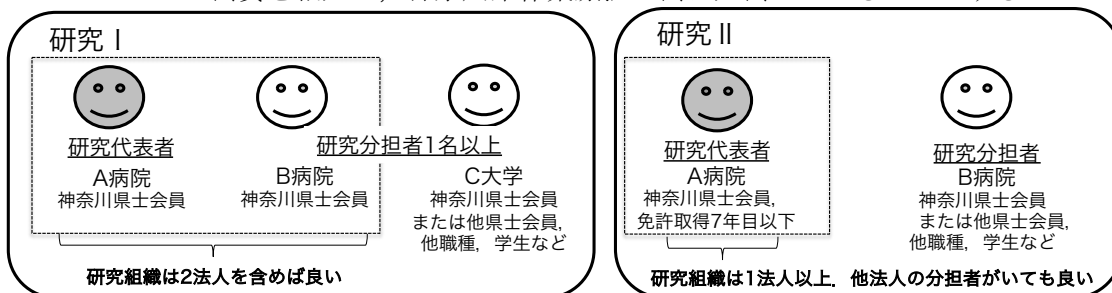 研究Ⅰ
研究代表者
A病院
神奈川県士会員
B病院
神奈川県士会員
研究分担者1名以上
C大学
神奈川県士会員
または他県士会員,
他職種, 学生など
研究組織は2法人を含めば良い
研究Ⅱ
研究代表者
A病院
神奈川県士会員,
免許取得7年目以下
研究分担者
B病院
神奈川県士会員
または他県士会員,
他職種, 学生など
研究組織は1法人以上, 他法人の分担者がいても良い